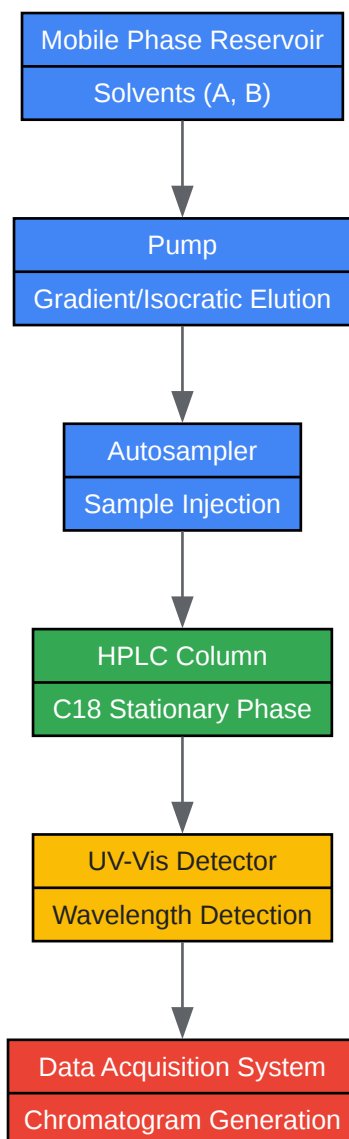 Mobile Phase Reservoir
Solvents (A, B)
Pump
Gradient/Isocratic Elution
Autosampler
Sample Injection
HPLC Column
C18 Stationary Phase
UV-Vis Detector
Wavelength Detection
Data Acquisition System
Chromatogram Generation